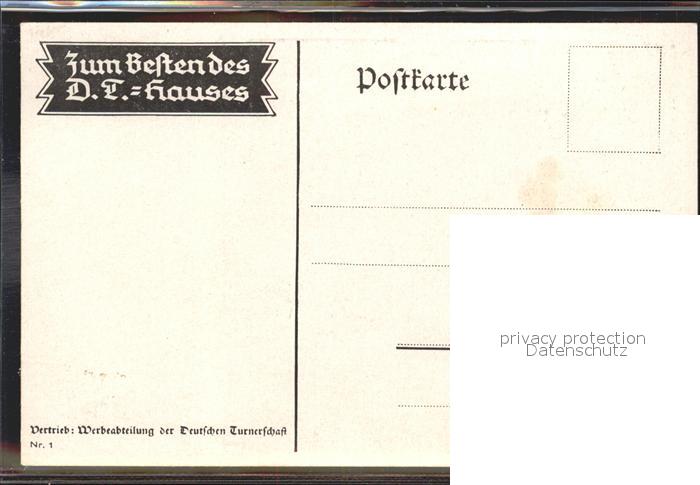 Zum Besten des
D. T.-Hauses
Postkarte
privacy protection
Datenschutz
Vertrieb: Werbeabteilung der Deutschen Turnerschaft
Nr. 1